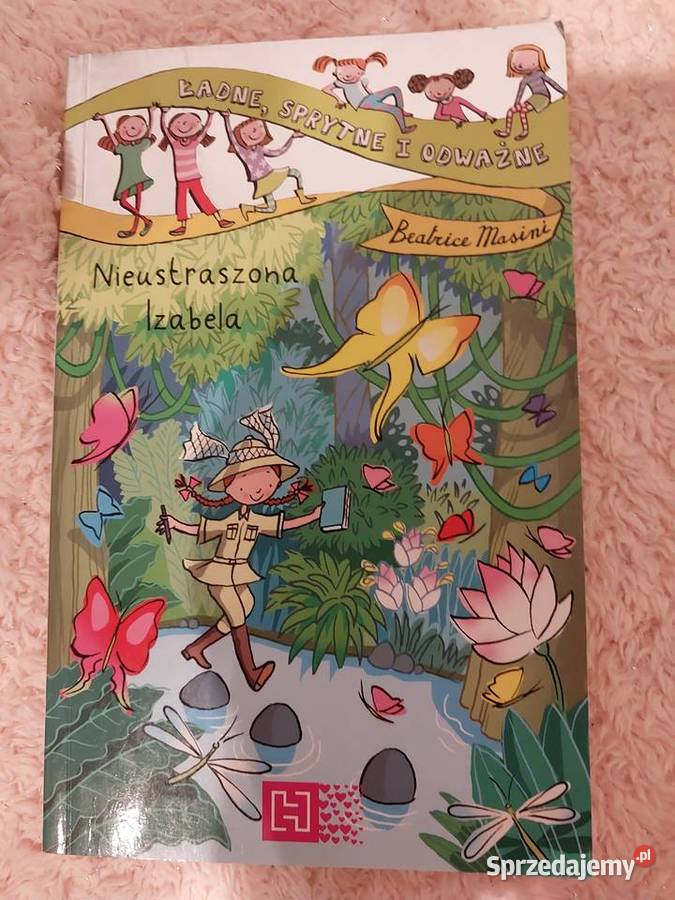 ŁADNE, SPRYTNE I ODWAŻNE
Beatrice Masini
Nieustraszona
Izabela
H
Sprzedajemy.pl